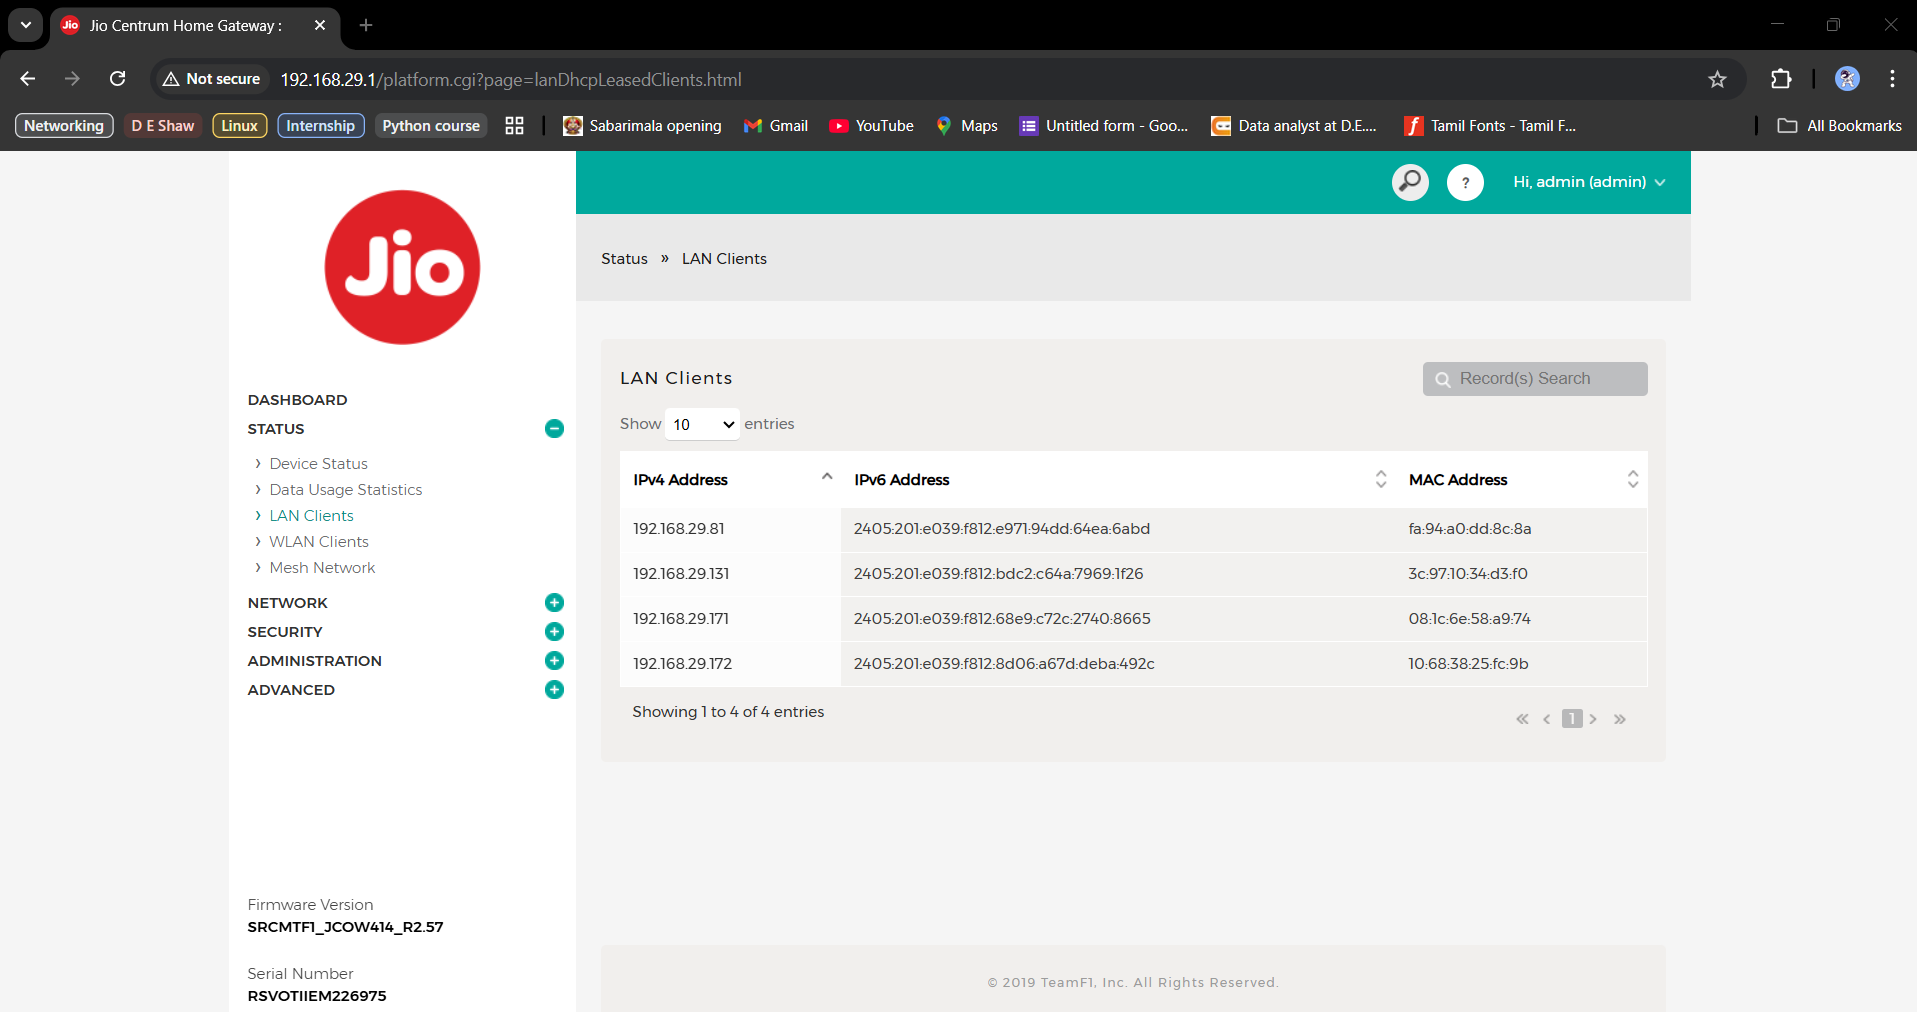 Jio Jio Centrum Home Gateway :
Not secure 192.168.29.1/platform.cgi?page=lanDhcpLeasedClients.html
Networking D E Shaw Linux Internship Python course Sabarimala opening Gmail YouTube Maps Untitled form - Goo... Data analyst at D.E.... Tamil Fonts - Tamil F... All Bookmarks
Jio
? Hi, admin (admin)
Status » LAN Clients
DASHBOARD
STATUS
Device Status
Data Usage Statistics
LAN Clients
WLAN Clients
Mesh Network
NETWORK
SECURITY
ADMINISTRATION
ADVANCED
Firmware Version
SRCMTF1_JCOW414_R2.57
Serial Number
RSVOTIIEM226975
LAN Clients Record(s) Search
Show 10 entries
IPv4 Address IPv6 Address MAC Address
192.168.29.81 2405:201:e039:f812:e971:94dd:64ea:6abd fa:94:a0:dd:8c:8a
192.168.29.131 2405:201:e039:f812:bdc2:c64a:7969:1f26 3c:97:10:34:d3:f0
192.168.29.171 2405:201:e039:f812:68e9:c72c:2740:8665 08:1c:6e:58:a9:74
192.168.29.172 2405:201:e039:f812:8d06:a67d:deba:492c 10:68:38:25:fc:9b
Showing 1 to 4 of 4 entries
« ‹ 1 › »
© 2019 TeamF1, Inc. All Rights Reserved.